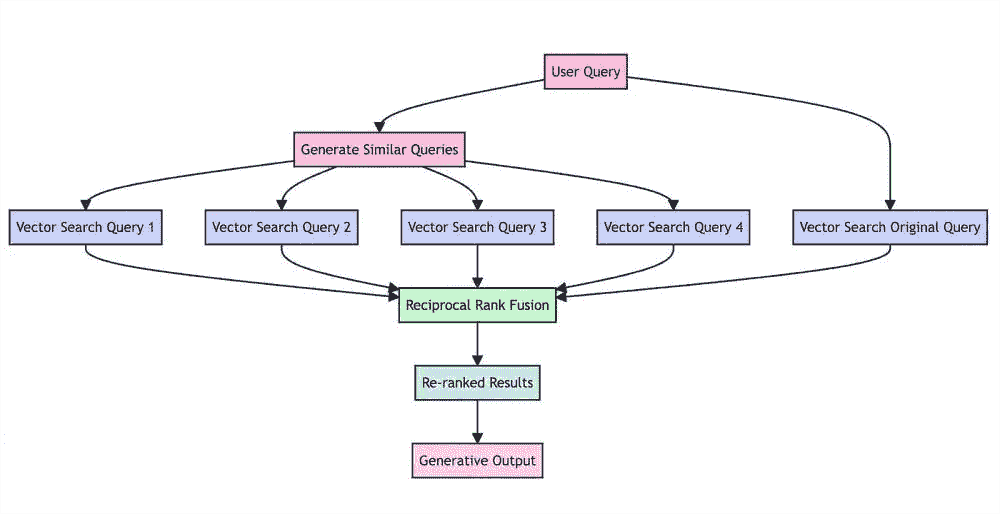 User Query
Generate Similar Queries
Vector Search Query 1
Vector Search Query 2
Vector Search Query 3
Vector Search Query 4
Vector Search Original Query
Reciprocal Rank Fusion
Re-ranked Results
Generative Output